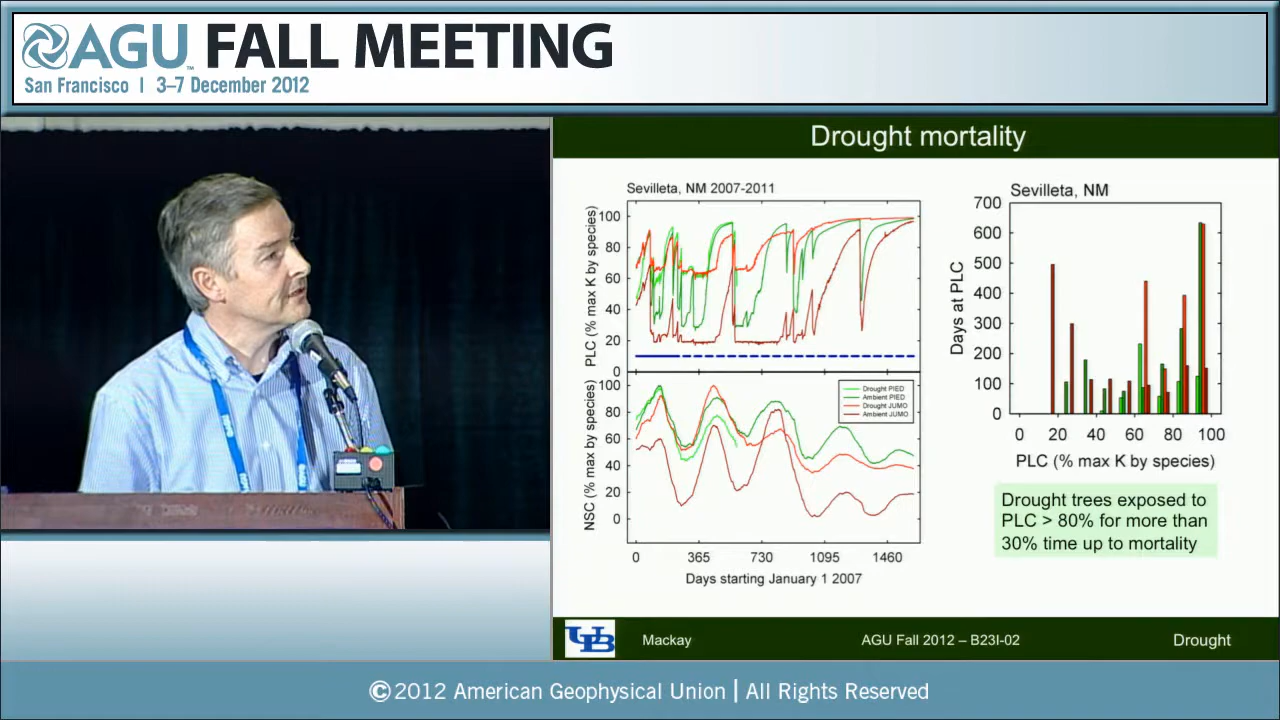 AGU FALL MEETING
San Francisco | 3–7 December 2012
Drought mortality
Sevilleta, NM 2007-2011
PLC (% max K by species)
100
80
60
40
20
0
NSC (% max by species)
100
80
60
40
20
0
Drought PIED
Ambient PIED
Drought JUMO
Ambient JUMO
0 365 730 1095 1460
Days starting January 1 2007
Sevilleta, NM
Days at PLC
700
600
500
400
300
200
100
0
0 20 40 60 80 100
PLC (% max K by species)
Drought trees exposed to
PLC > 80% for more than
30% time up to mortality
UB
Mackay
AGU Fall 2012 – B23I-02
Drought
© 2012 American Geophysical Union | All Rights Reserved